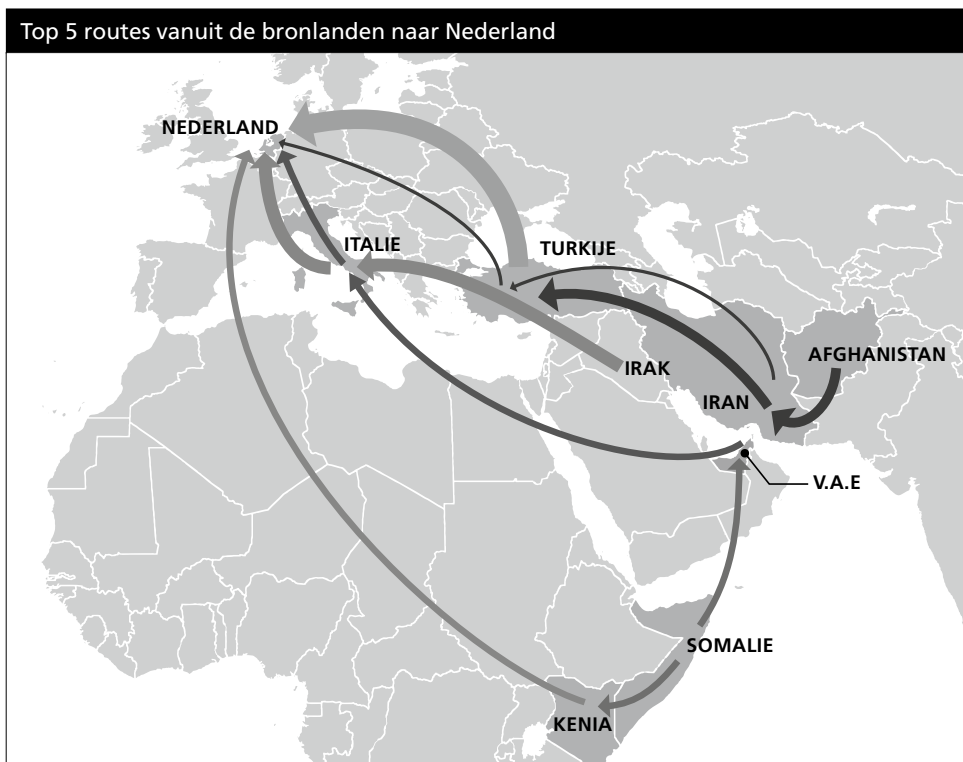 Top 5 routes vanuit de bronlanden naar Nederland
NEDERLAND
ITALIE
TURKIJE
AFGHANISTAN
IRAK
IRAN
V.A.E
SOMALIE
KENIA